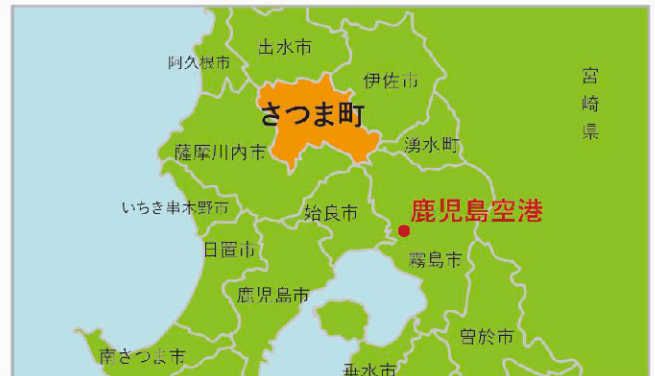 出水市
阿久根市
伊佐市
宮崎県
さつま町
湧水町
薩摩川内市
いちき串木野市
始良市
鹿児島空港
日置市
霧島市
鹿児島市
曽於市
南さつま市
垂水市